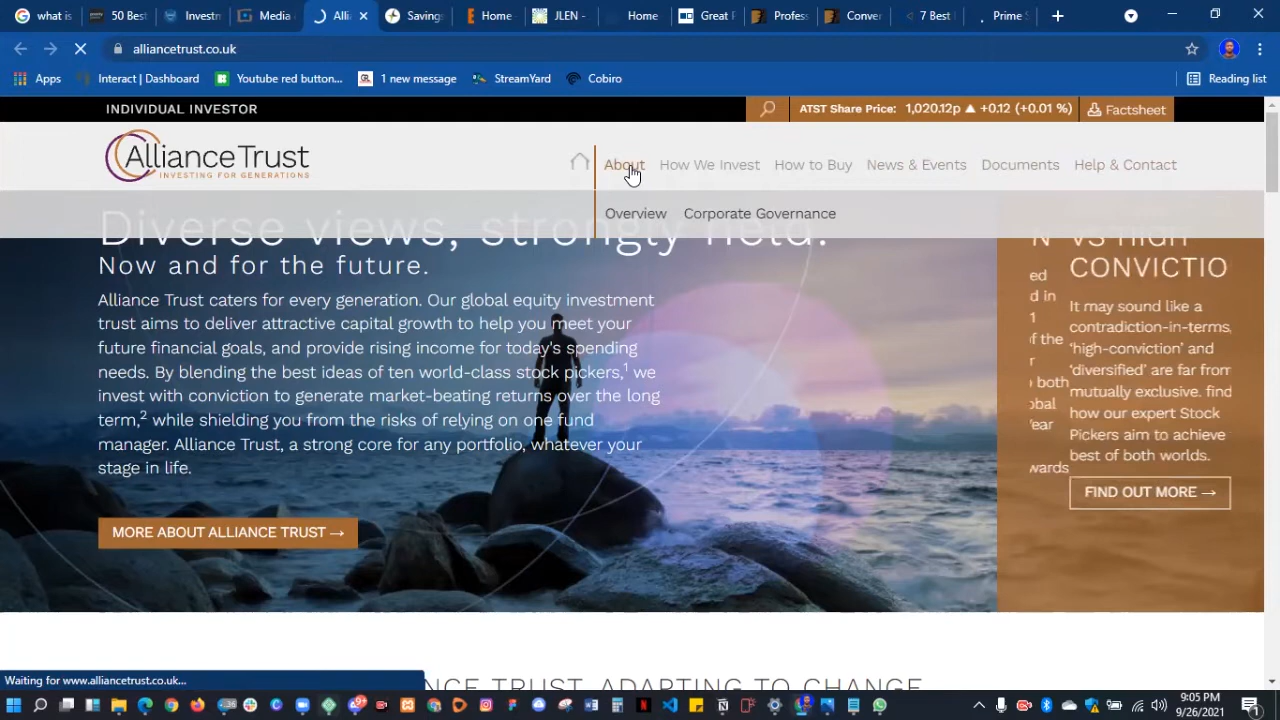 what is
50 Best
Investm
Media
Alli
Savings
Home
JLEN -
Home
Great F
Profess
Conver
7 Best
Prime S
alliancetrust.co.uk
Apps
Interact | Dashboard
Youtube red button...
1 new message
StreamYard
Cobiro
Reading list
INDIVIDUAL INVESTOR
ATST Share Price: 1,020.12p ▲ +0.12 (+0.01 %)
Factsheet
Alliance Trust
INVESTING FOR GENERATIONS
About How We Invest How to Buy News & Events Documents Help & Contact
Overview Corporate Governance
Diverse views, strongly held.
Now and for the future.
Alliance Trust caters for every generation. Our global equity investment
trust aims to deliver attractive capital growth to help you meet your
future financial goals, and provide rising income for today's spending
needs. By blending the best ideas of ten world-class stock pickers,1 we
invest with conviction to generate market-beating returns over the long
term,2 while shielding you from the risks of relying on one fund
manager. Alliance Trust, a strong core for any portfolio, whatever your
stage in life.
MORE ABOUT ALLIANCE TRUST →
ed
d in
1
of the
r
both
obal
Year
wards
VS HIGH
CONVICTIO
It may sound like a
contradiction-in-terms,
'high-conviction' and
'diversified' are far from
mutually exclusive. find
how our expert Stock
Pickers aim to achieve
best of both worlds.
FIND OUT MORE →
NCE TRUST, ADAPTING TO CHANGE
Waiting for www.alliancetrust.co.uk...
9:05 PM
9/26/2021